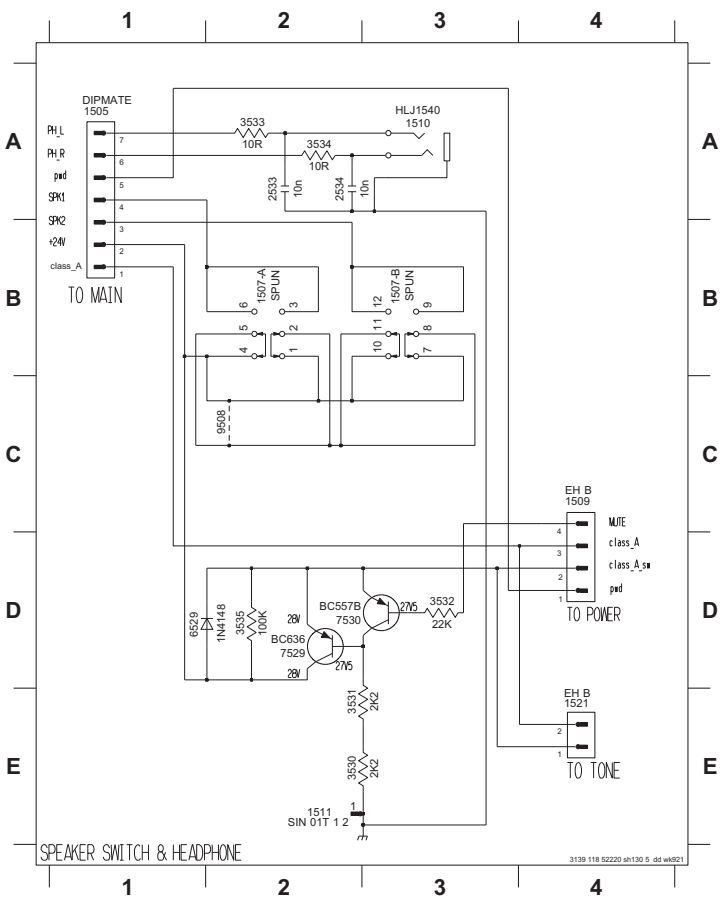 1 2 3 4
A A
B B
C C
D D
E E
DIPMATE
1505
PH_L
7
PH_R
6
pwd
5
SPK1
4
SPK2
3
+24V
2
class_A
1
TO MAIN
3533
10R
3534
10R
HLJ1540
1510
2533
10n
2534
10n
1507-A
SPUN
6
3
5
2
4
1
1507-B
SPUN
12
9
11
8
10
7
9508
EH B
1509
4
MUTE
3
class_A
2
class_A_sw
1
pwd
TO POWER
6529
1N4148
3535
100K
28V
BC636
7529
28V
27V5
BC557B
7530
27V5
3532
22K
3531
2K2
3530
2K2
EH B
1521
2
1
TO TONE
1511
SIN 01T 1 2
1
SPEAKER SWITCH & HEADPHONE
3139 118 52220 sh130 5 dd wk921
1 2 3 4